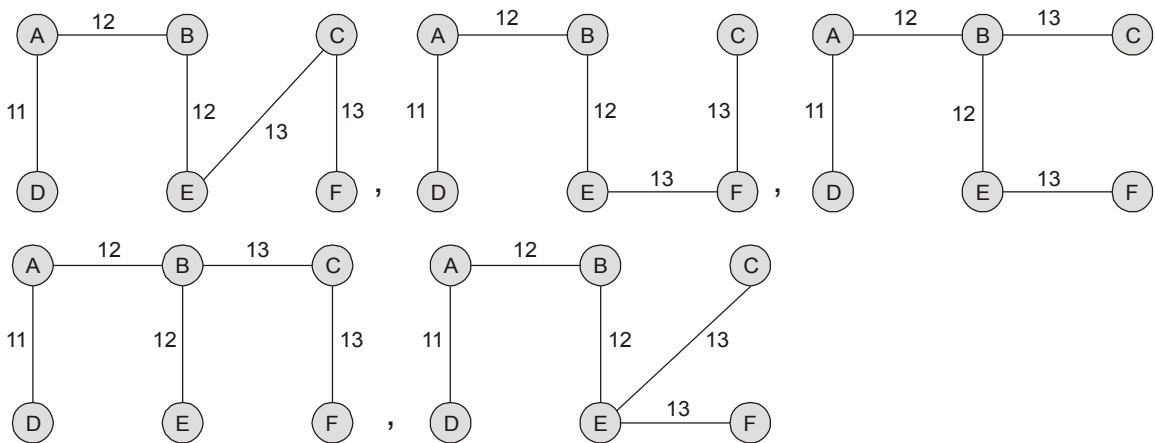 A 12 B C
11 12 13 13
D E F ,
A 12 B C
11 12 13
D E 13 F ,
A 12 B 13 C
11 12
D E 13 F
A 12 B 13 C
11 12 13
D E F ,
A 12 B C
11 12 13
D E 13 F